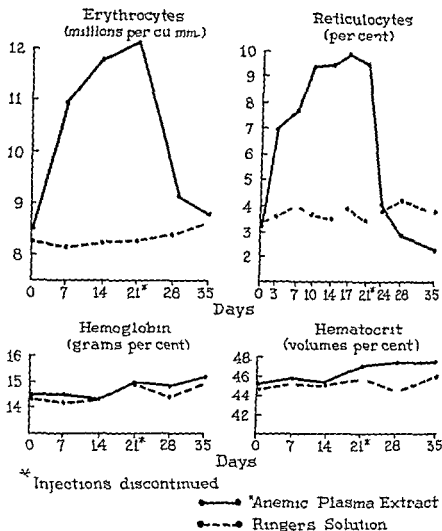 Erythrocytes
(millions per cu mm.)
12
11
10
9
8
0 7 14 21* 28 35
Reticulocytes
(per cent)
10
9
8
7
6
5
4
3
2
0 3 7 10 14 17 21* 24 28 35
Days
Hemoglobin
(grams per cent)
16
15
14
0 7 14 21* 28 35
Hematocrit
(volumes per cent)
48
46
44
42
0 7 14 21* 28 35
Days
* Injections discontinued
"Anemic Plasma Extract
Ringers Solution